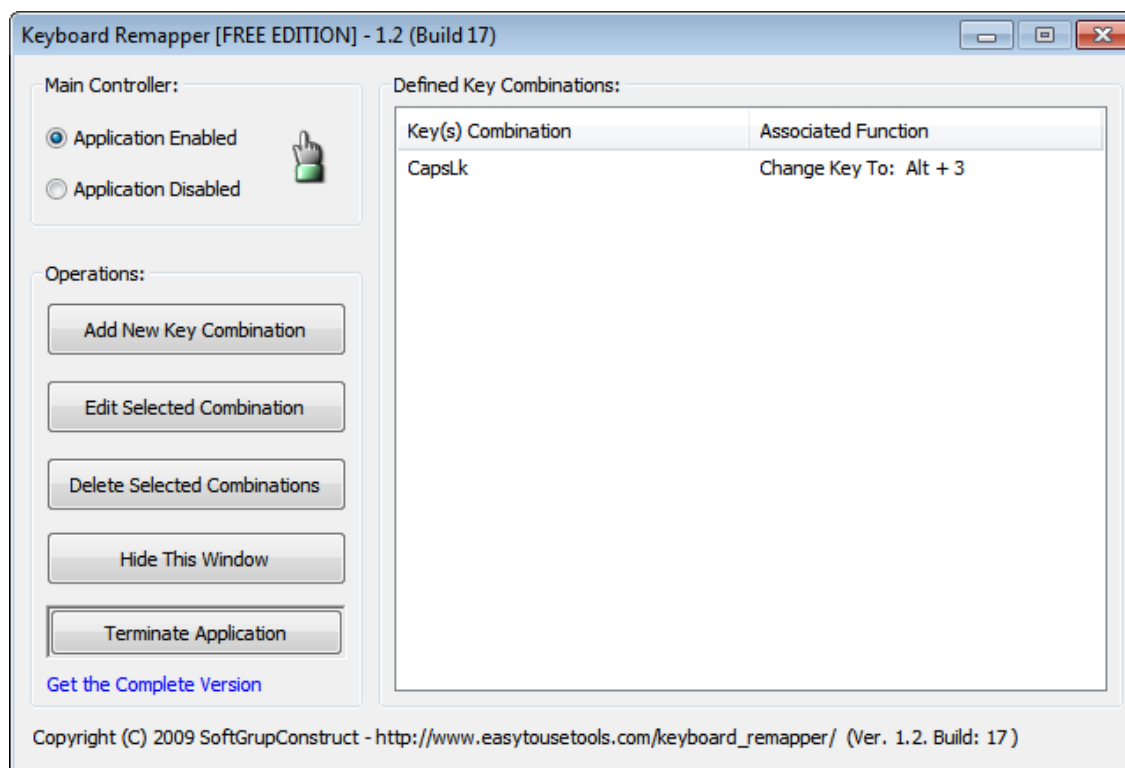 Keyboard Remapper [FREE EDITION] - 1.2 (Build 17)
Main Controller:
Application Enabled
Application Disabled
Operations:
Add New Key Combination
Edit Selected Combination
Delete Selected Combinations
Hide This Window
Terminate Application
Get the Complete Version
Defined Key Combinations:
Key(s) Combination Associated Function
CapsLk Change Key To: Alt + 3
Copyright (C) 2009 SoftGrupConstruct - http://www.easytousetools.com/keyboard_remapper/ (Ver. 1.2. Build: 17 )